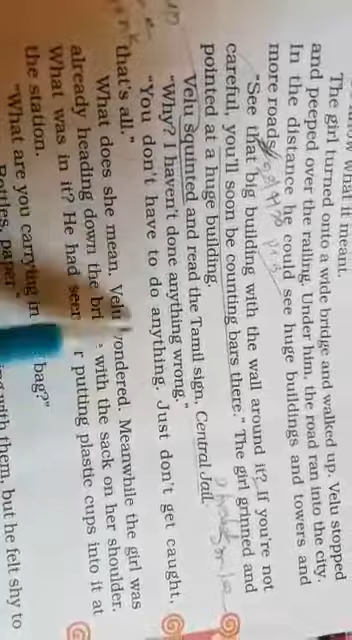 know what it meant.
The girl turned onto a wide bridge and walked up. Velu stopped
and peeped over the railing. Under him, the road ran into the city.
In the distance he could see huge buildings and towers and
more roads.
"See that big building with the wall around it? If you're not
careful, you'll soon be counting bars there." The girl grinned and
pointed at a huge building.
Velu squinted and read the Tamil sign. Central Jail.
"Why? I haven't done anything wrong."
"You don't have to do anything. Just don't get caught,
that's all."
What does she mean, Velu wondered. Meanwhile the girl was
already heading down the with the sack on her shoulder.
What was in it? He had seen putting plastic cups into it at
the station.
"What are you carrying in bag?"
"Bottles, paper"
with them, but he felt shy to